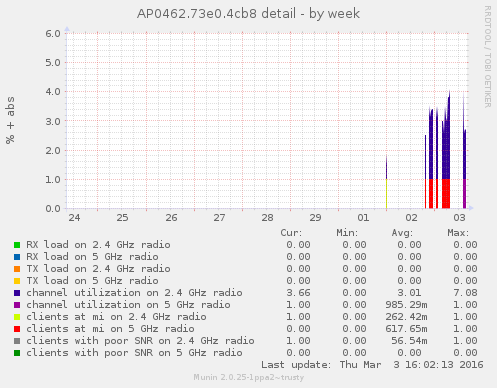 AP0462.73e0.4cb8 detail - by week
RRDTOOL / TOBI OETIKER
% + abs
6.0
5.0
4.0
3.0
2.0
1.0
0.0
24 25 26 27 28 29 01 02 03
Cur: Min: Avg: Max:
RX load on 2.4 GHz radio 0.00 0.00 0.00 0.00
RX load on 5 GHz radio 0.00 0.00 0.00 0.00
TX load on 2.4 GHz radio 0.00 0.00 0.00 0.00
TX load on 5 GHz radio 0.00 0.00 0.00 0.00
channel utilization on 2.4 GHz radio 3.66 0.00 3.01 7.08
channel utilization on 5 GHz radio 1.00 0.00 985.29m 1.00
clients at mi on 2.4 GHz radio 1.00 0.00 262.42m 1.00
clients at mi on 5 GHz radio 0.00 0.00 617.65m 1.00
clients with poor SNR on 2.4 GHz radio 1.00 0.00 56.54m 1.00
clients with poor SNR on 5 GHz radio 0.00 0.00 0.00 0.00
Last update: Thu Mar 3 16:02:13 2016
Munin 2.0.25-1ppa2~trusty